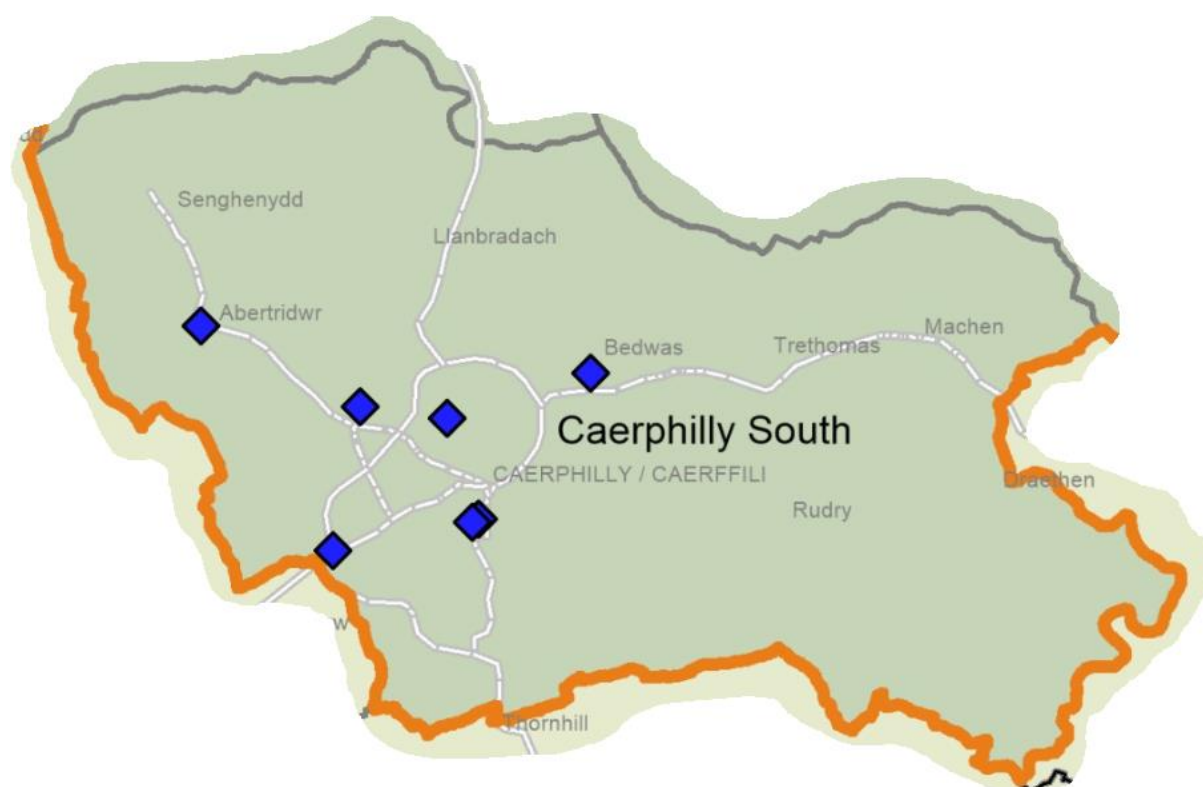 Senghenydd
Llanbradach
Abertridwr
Machen
Trethomas
Bedwas
Caerphilly South
CAERPHILLY / CAERFFILI
Draethen
Rudry
w
Thornhill